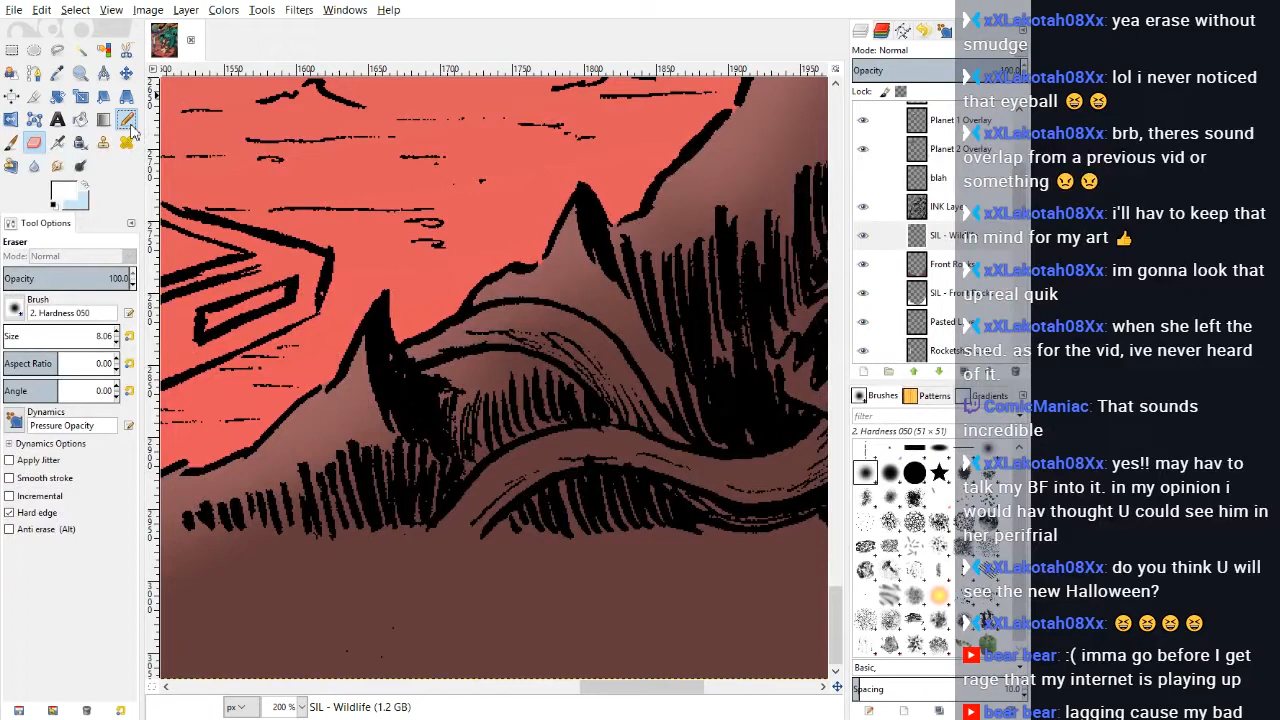 File Edit Select View Image Layer Colors Tools Filters Windows Help
Mode: Normal
Opacity 100.0
Lock:
Planet 1 Overlay
Planet 2 Overlay
blah
INK Laye
SIL - Wildli
Front Rocks
SIL - Front Rocks
Pasted L
Rocketsh
Brushes Patterns Gradients
filter
2. Hardness 050 (51 × 51)
Basic,
Spacing 10.0
Tool Options
Eraser
Mode Normal
Opacity 100.0
Brush
2. Hardness 050
Size 8.06
Aspect Ratio 0.00
Angle 0.00
Dynamics
Pressure Opacity
Dynamics Options
Apply Jitter
Smooth stroke
Incremental
Hard edge
Anti erase (Alt)
1550 1600 1650 1700 1750 1800 1850 1900 1950
px 200 % SIL - Wildlife (1.2 GB)
xXLakotah08Xx: yea erase without
smudge
xXLakotah08Xx: lol i never noticed
that eyeball 😆 😆
xXLakotah08Xx: brb, theres sound
overlap from a previous vid or
something 😡 😡
xXLakotah08Xx: i'll hav to keep that
in mind for my art 👍
xXLakotah08Xx: im gonna look that
up real quik
xXLakotah08Xx: when she left the
shed. as for the vid, ive never heard
of it.
ComicManiac: That sounds
incredible
xXLakotah08Xx: yes!! may hav to
talk my BF into it. in my opinion i
would hav thought U could see him in
her perifrial
xXLakotah08Xx: do you think U will
see the new Halloween?
xXLakotah08Xx: 😆 😆 😆 😆
bear bear: :( imma go before I get
rage that my internet is playing up
bear bear: lagging cause my bad